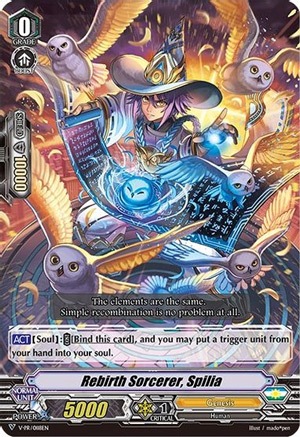 0
GRADE
BOOST
SHIELD 10000
The elements are the same.
Simple recombination is no problem at all.
ACT [Soul]: [Bind this card], and you may put a trigger unit from
your hand into your soul.
Rebirth Sorcerer, Spilia
NORMAL
UNIT
POWER
5000
1
CRITICAL
Genesis
Human
V-PR/0118EN
Illust / mado*pen